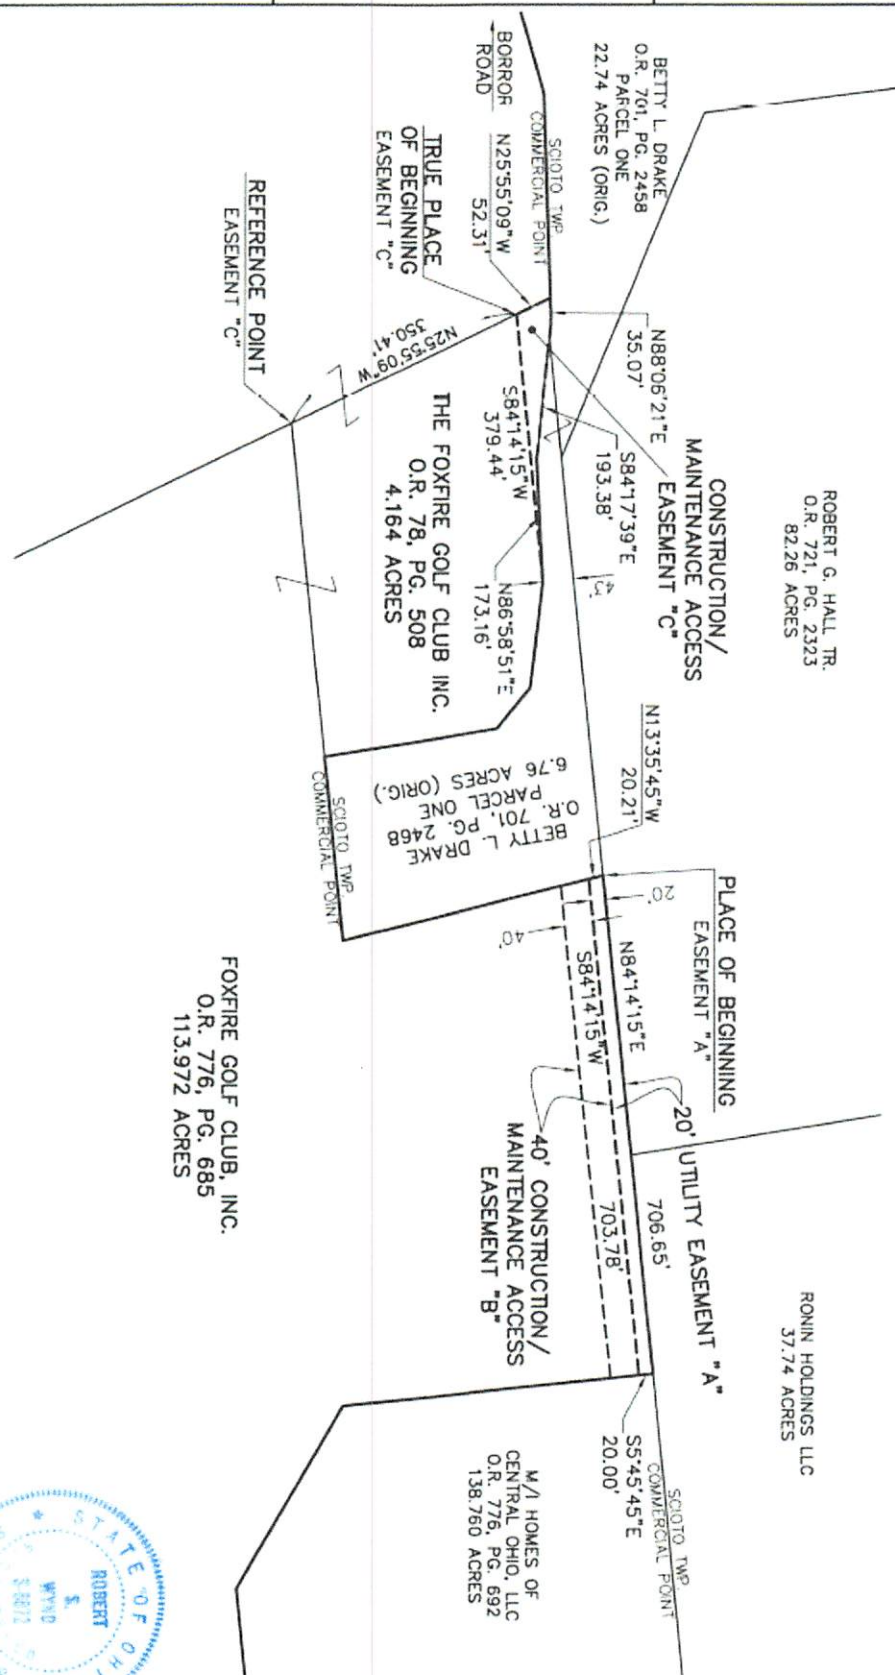 BETTY L. DRAKE
O.R. 701, PG. 2458
PARCEL ONE
22.74 ACRES (ORIG.)
ROBERT G. HALL TR.
O.R. 721, PG. 2323
82.26 ACRES
RONIN HOLDINGS LLC
37.74 ACRES
BORROR
ROAD
SCIOTO TWP.
COMMERCIAL POINT
N25°55'09"W
52.31'
N88°06'21"E
35.07'
S84°17'39"E
193.38'
CONSTRUCTION/
MAINTENANCE ACCESS
EASEMENT "C"
43'
TRUE PLACE
OF BEGINNING
EASEMENT "C"
S84°14'15"W
379.44'
N86°58'51"E
173.16'
N25°55'09"W
350.41'
REFERENCE POINT
EASEMENT "C"
THE FOXFIRE GOLF CLUB INC.
O.R. 78, PG. 508
4.164 ACRES
N13°35'45"W
20.21'
BETTY L. DRAKE
O.R. 701, PG. 2468
PARCEL ONE
6.76 ACRES (ORIG.)
SCIOTO TWP.
COMMERCIAL POINT
PLACE OF BEGINNING
EASEMENT "A"
20'
40'
N84°14'15"E
706.65'
S84°14'15"W
703.78'
20' UTILITY EASEMENT "A"
40' CONSTRUCTION/
MAINTENANCE ACCESS
EASEMENT "B"
S5°45'45"E
20.00'
SCIOTO TWP.
COMMERCIAL POINT
FOXFIRE GOLF CLUB, INC.
O.R. 776, PG. 685
113.972 ACRES
M/I HOMES OF
CENTRAL OHIO, LLC
O.R. 776, PG. 692
138.760 ACRES
STATE OF OH
ROBERT
S.
WYND